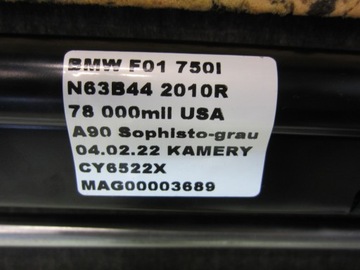 BMW F01 750I
N63B44 2010R
78 000mil USA
A90 Sophisto-grau
04.02.22 KAMERY
CY6522X
MAG00003689